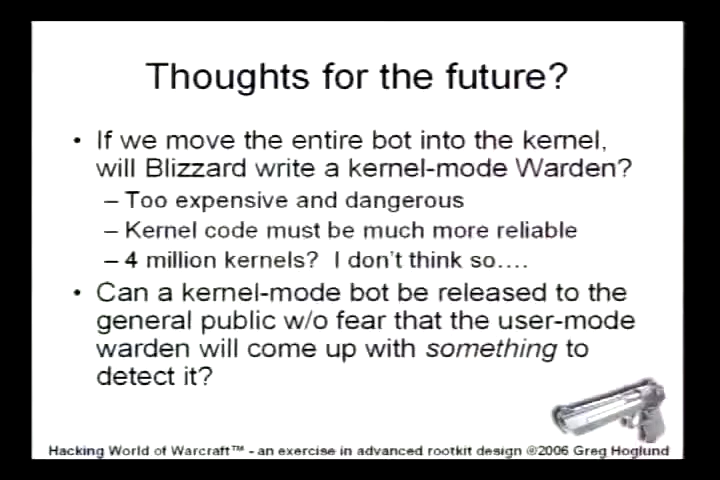 Thoughts for the future?
• If we move the entire bot into the kernel,
will Blizzard write a kernel-mode Warden?
– Too expensive and dangerous
– Kernel code must be much more reliable
– 4 million kernels? I don't think so....
• Can a kernel-mode bot be released to the
general public w/o fear that the user-mode
warden will come up with something to
detect it?
Hacking World of Warcraft™ - an exercise in advanced rootkit design ©2006 Greg Hoglund